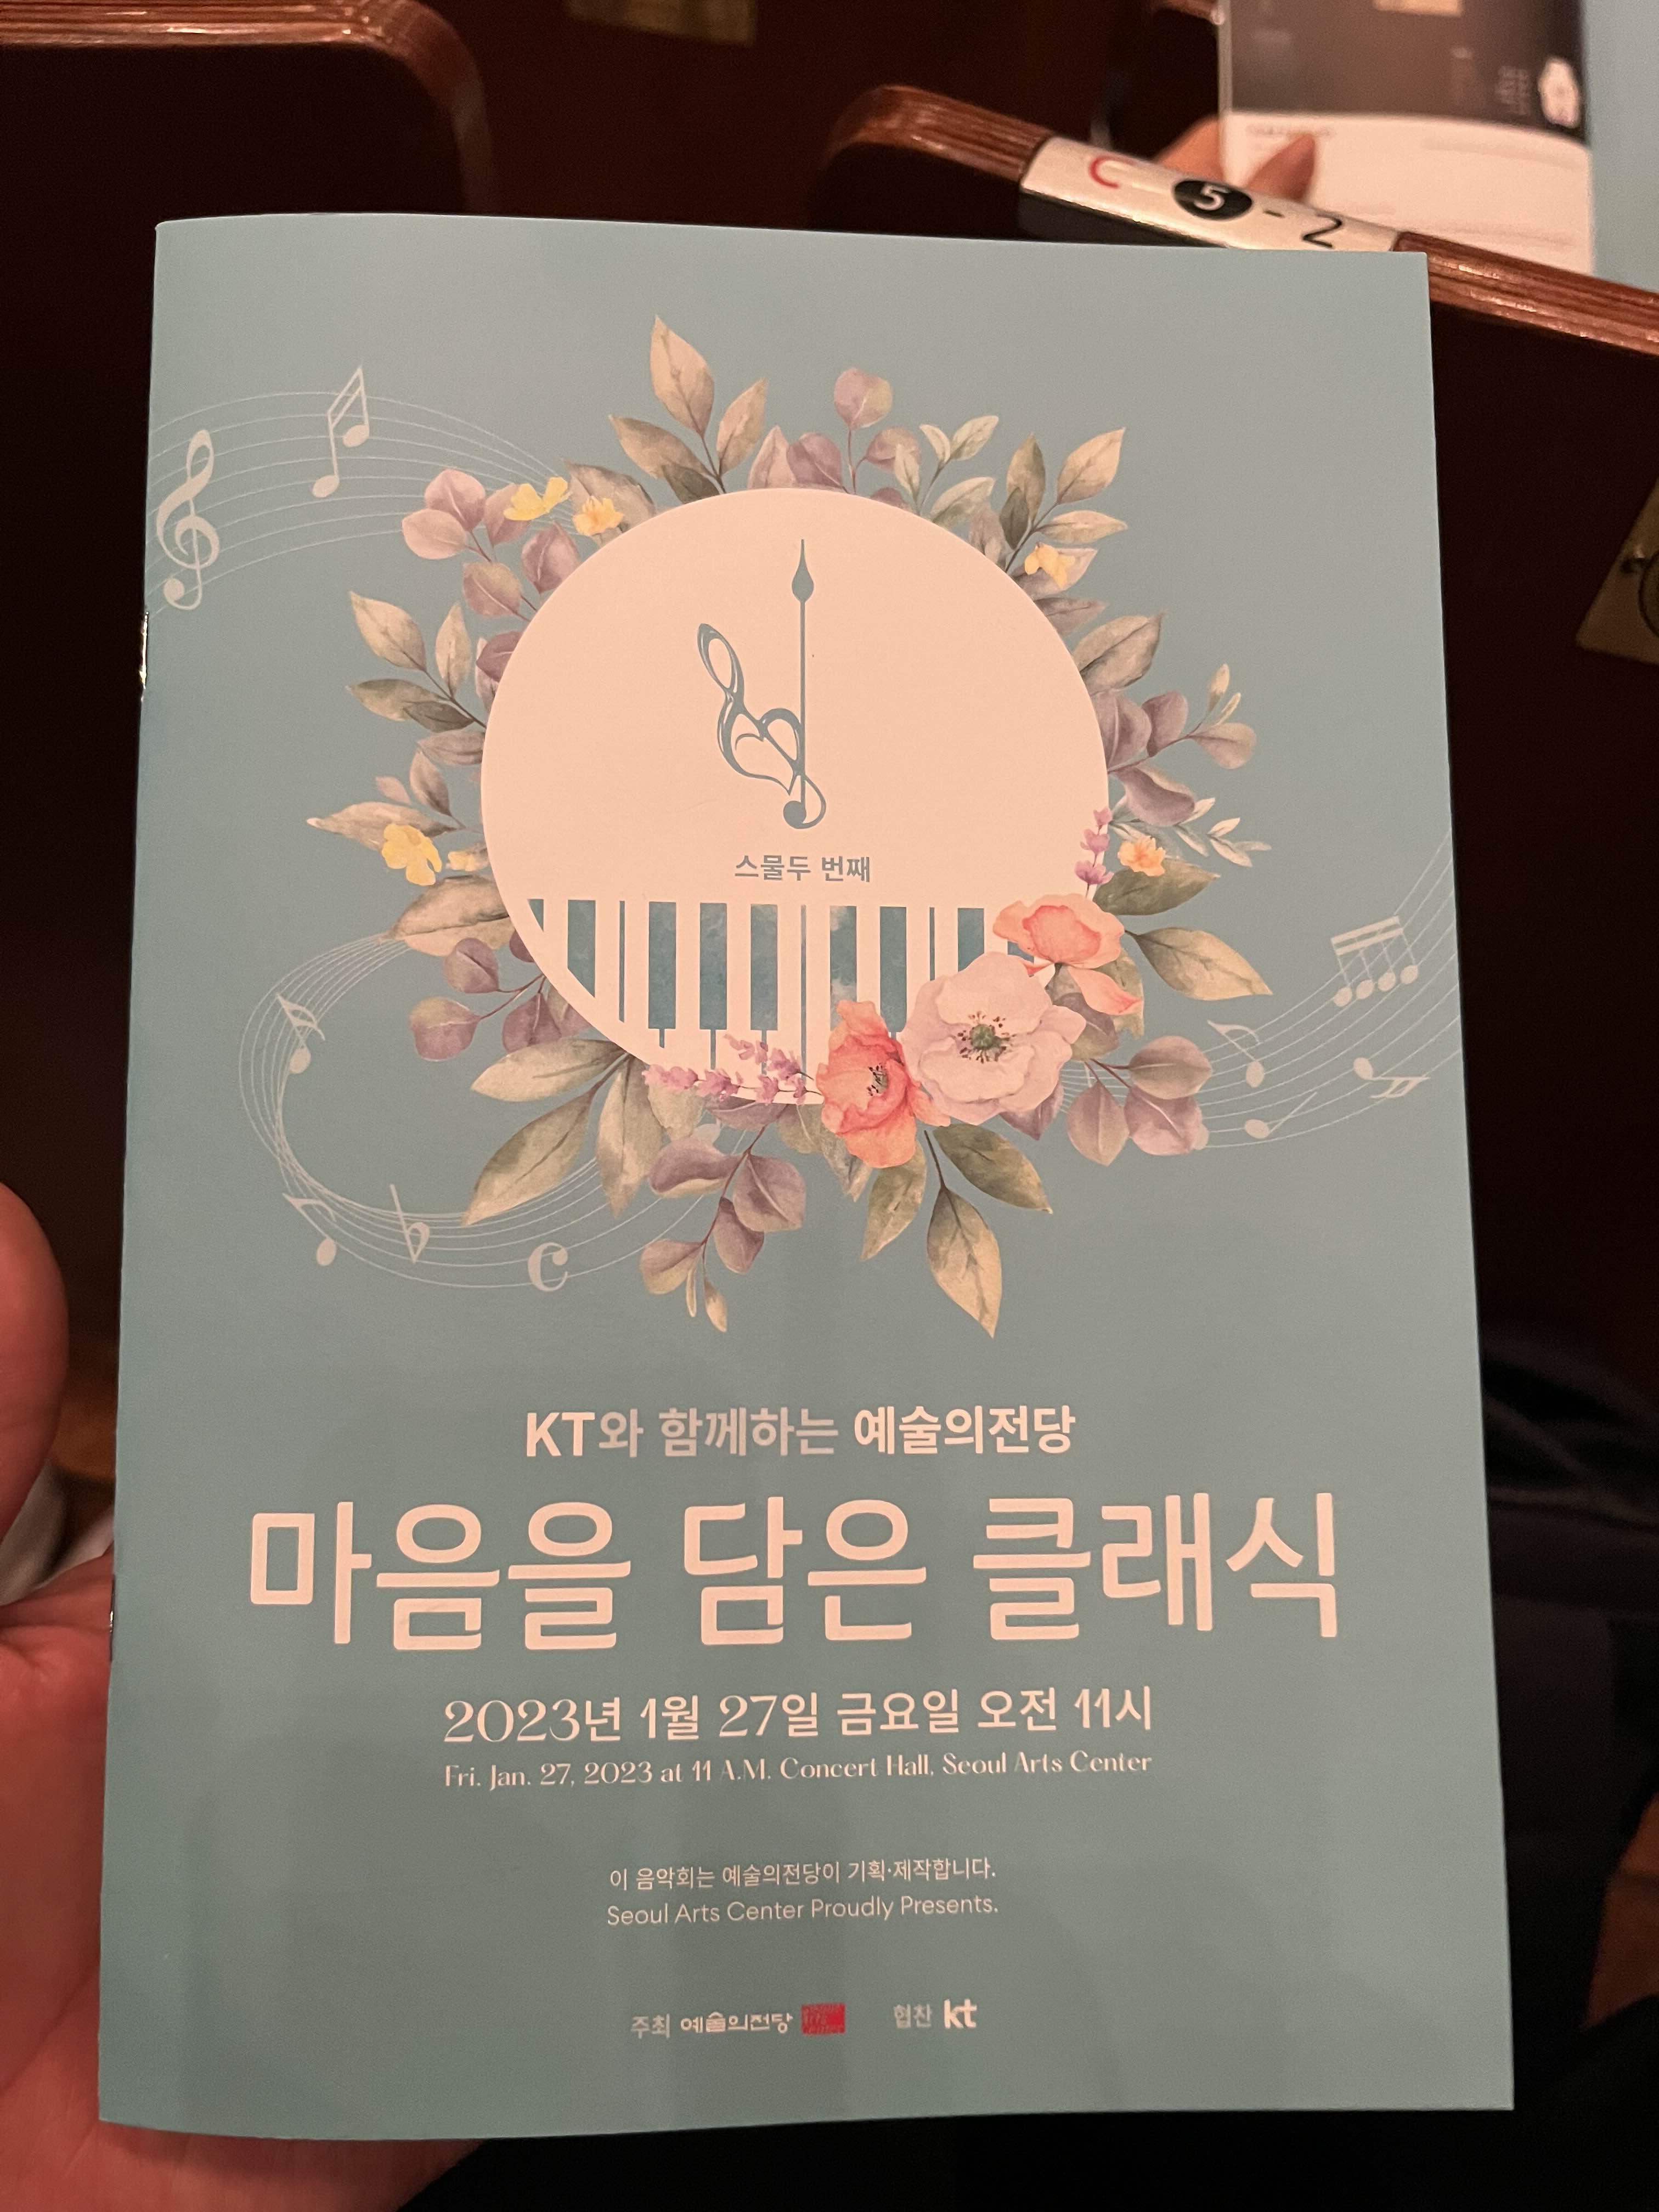 C 5 - 2
스물두 번째
KT와 함께하는 예술의전당
마음을 담은 클래식
2023년 1월 27일 금요일 오전 11시
Fri. Jan. 27, 2023 at 11 A.M. Concert Hall, Seoul Arts Center
이 음악회는 예술의전당이 기획·제작합니다.
Seoul Arts Center Proudly Presents.
주최 예술의전당 협찬 kt